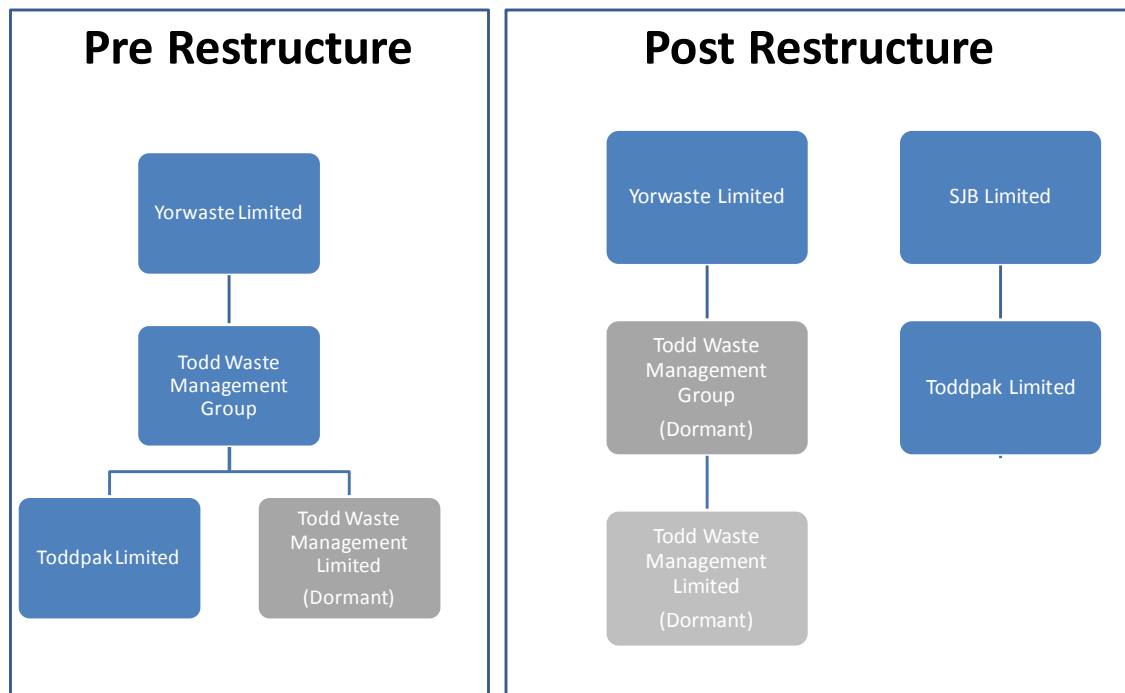 Pre Restructure
Yorwaste Limited
Todd Waste
Management
Group
Toddpak Limited
Todd Waste
Management
Limited
(Dormant)
Post Restructure
Yorwaste Limited
SJB Limited
Todd Waste
Management
Group
(Dormant)
Toddpak Limited
Todd Waste
Management
Limited
(Dormant)